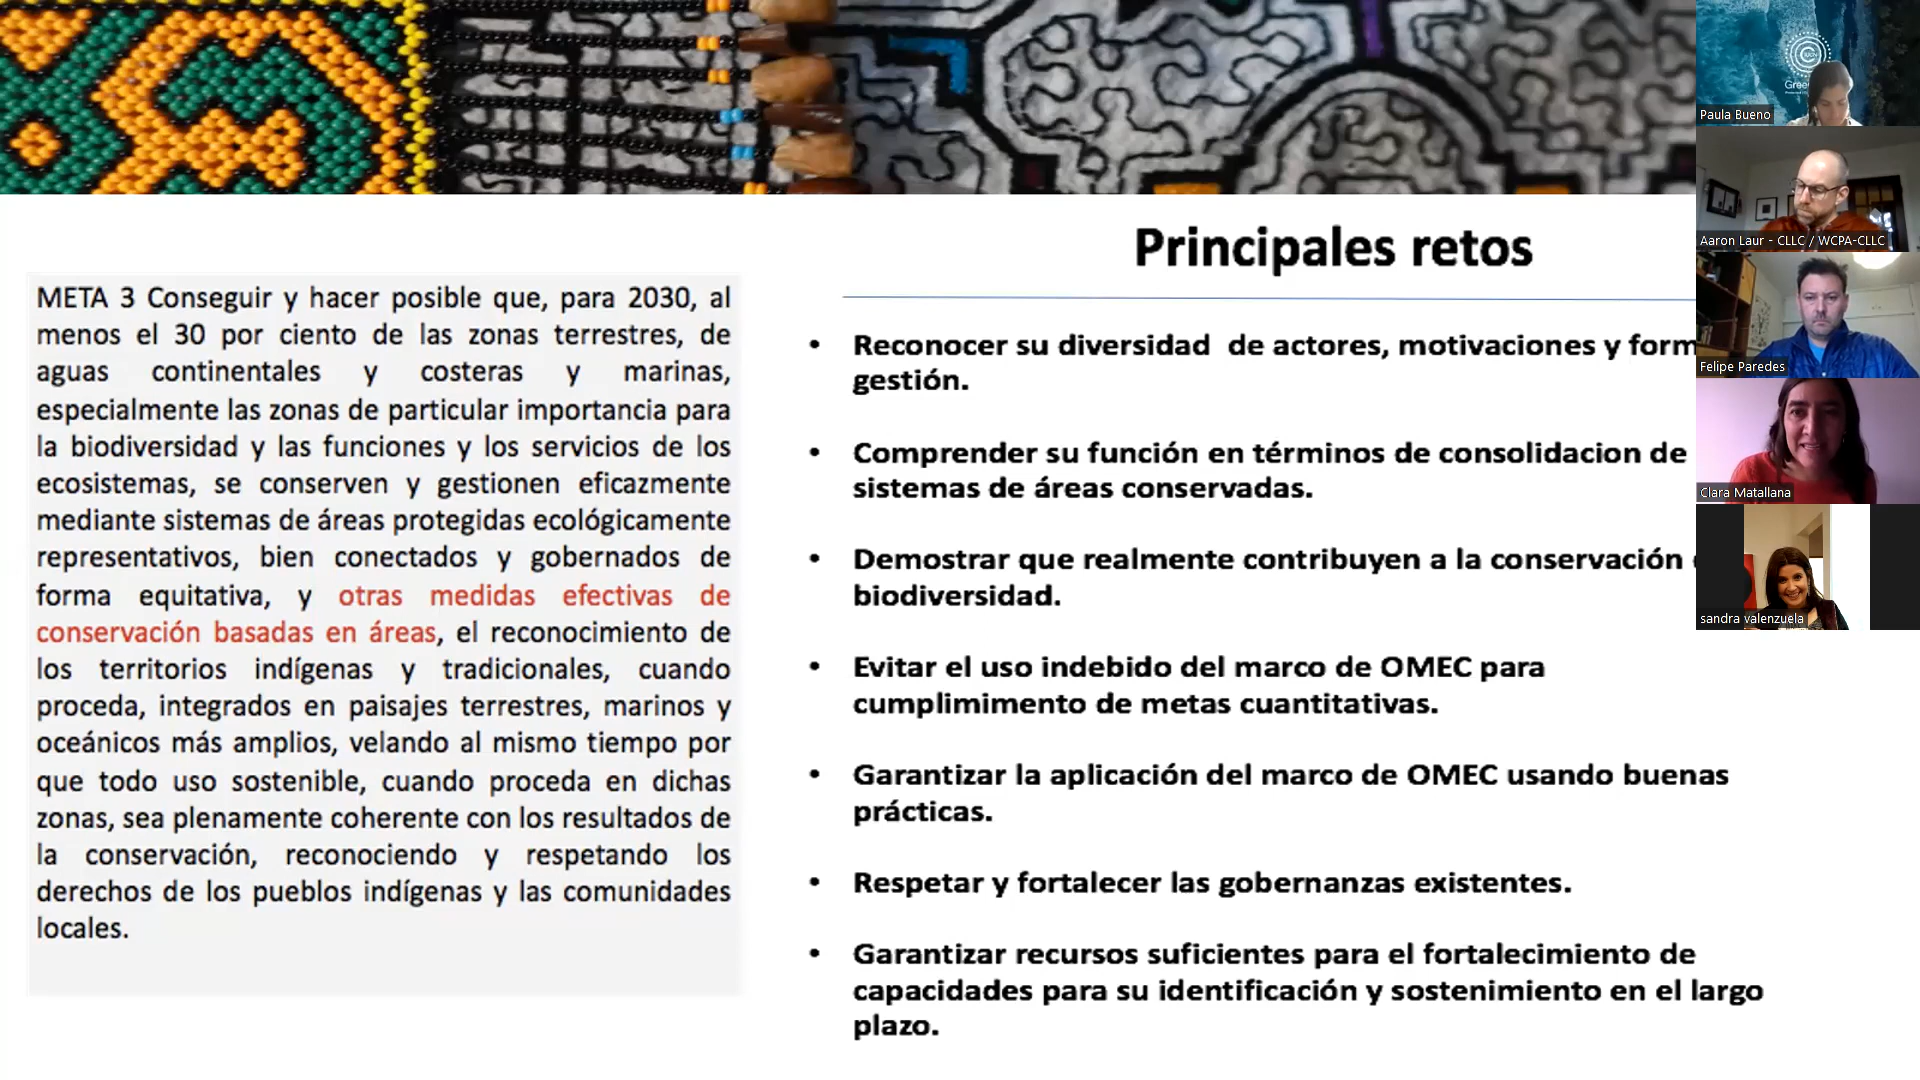 Principales retos
META 3 Conseguir y hacer posible que, para 2030, al
menos el 30 por ciento de las zonas terrestres, de
aguas continentales y costeras y marinas,
especialmente las zonas de particular importancia para
la biodiversidad y las funciones y los servicios de los
ecosistemas, se conserven y gestionen eficazmente
mediante sistemas de áreas protegidas ecológicamente
representativos, bien conectados y gobernados de
forma equitativa, y otras medidas efectivas de
conservación basadas en áreas, el reconocimiento de
los territorios indígenas y tradicionales, cuando
proceda, integrados en paisajes terrestres, marinos y
oceánicos más amplios, velando al mismo tiempo por
que todo uso sostenible, cuando proceda en dichas
zonas, sea plenamente coherente con los resultados de
la conservación, reconociendo y respetando los
derechos de los pueblos indígenas y las comunidades
locales.
• Reconocer su diversidad de actores, motivaciones y
gestión.
• Comprender su función en términos de consolidacion de
sistemas de áreas conservadas.
• Demostrar que realmente contribuyen a la conservación
biodiversidad.
• Evitar el uso indebido del marco de OMEC para
cumplimimento de metas cuantitativas.
• Garantizar la aplicación del marco de OMEC usando buenas
prácticas.
• Respetar y fortalecer las gobernanzas existentes.
• Garantizar recursos suficientes para el fortalecimiento de
capacidades para su identificación y sostenimiento en el largo
plazo.
Paula Bueno
Aaron Laur - CLLC / WCPA-CLLC
Felipe Paredes
Clara Matallana
sandra valenzuela